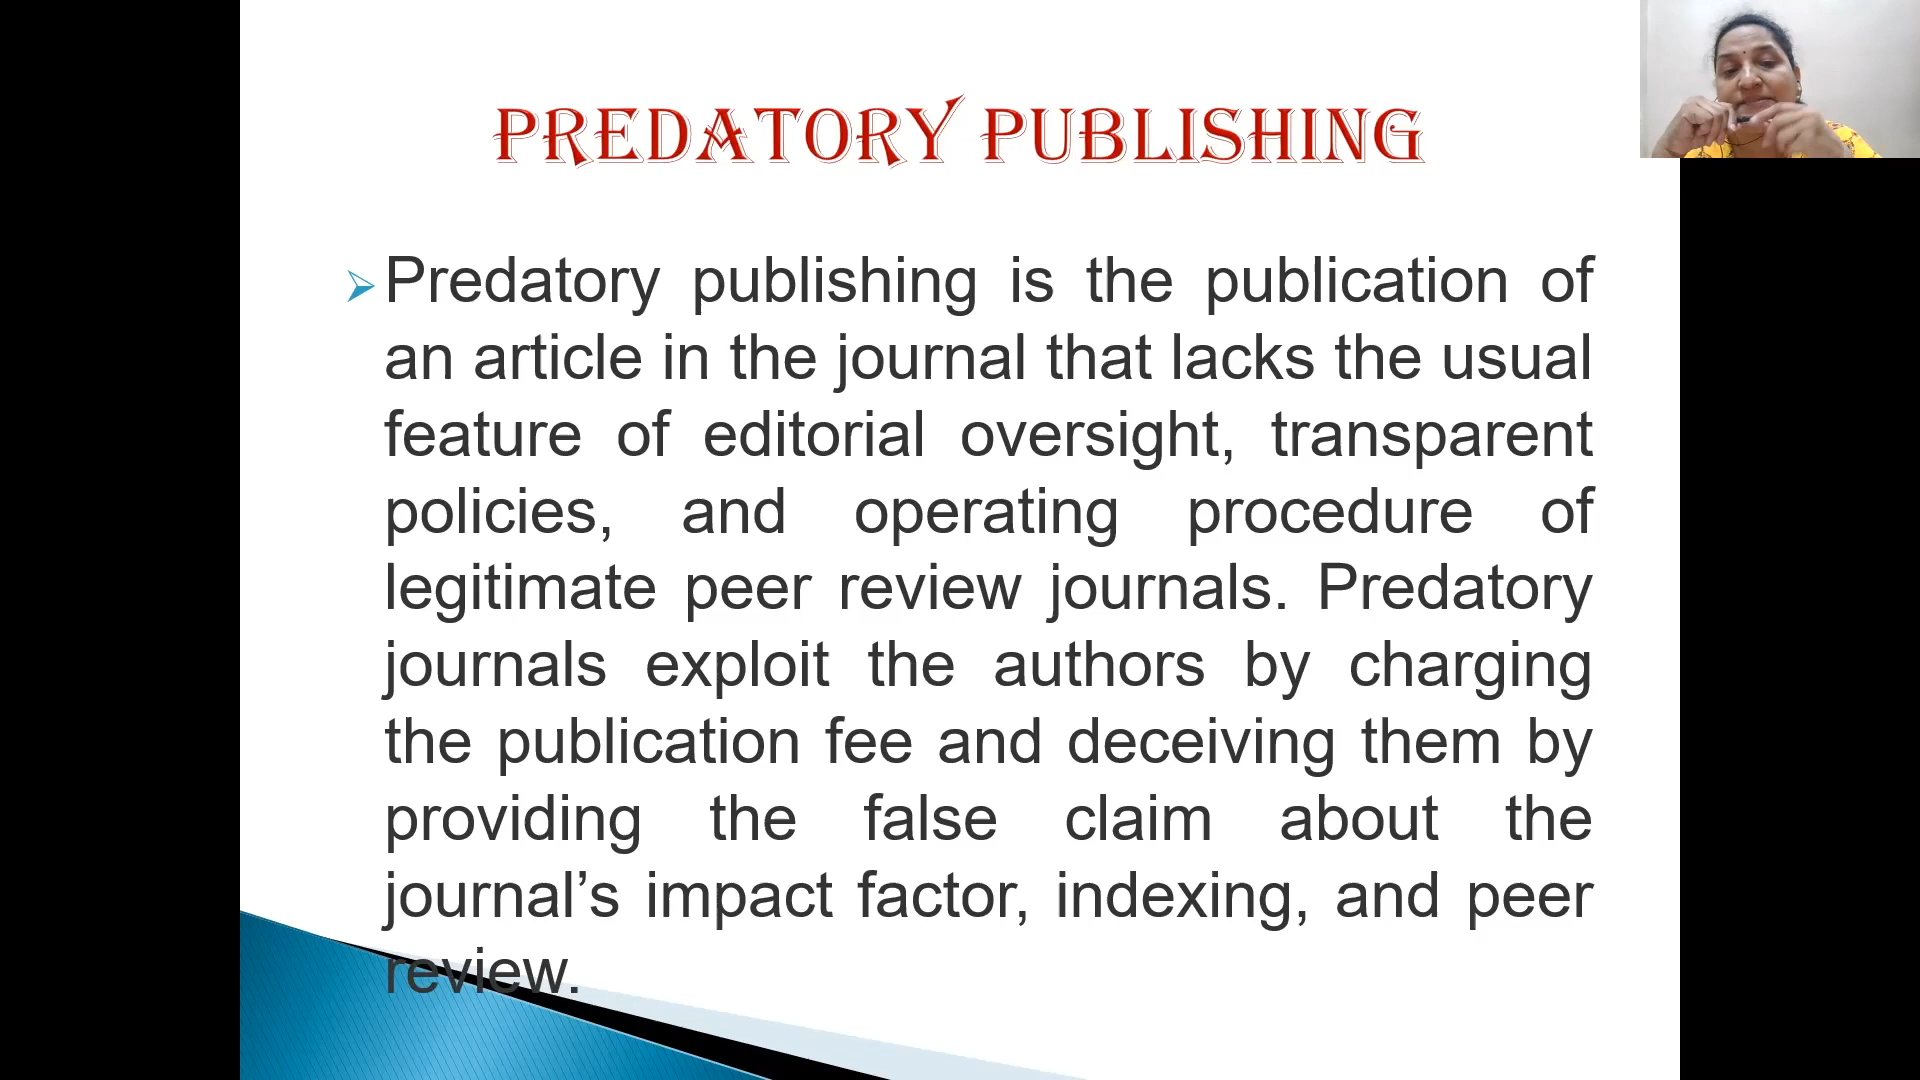 PREDATORY PUBLISHING
Predatory publishing is the publication of
an article in the journal that lacks the usual
feature of editorial oversight, transparent
policies, and operating procedure of
legitimate peer review journals. Predatory
journals exploit the authors by charging
the publication fee and deceiving them by
providing the false claim about the
journal’s impact factor, indexing, and peer
review.